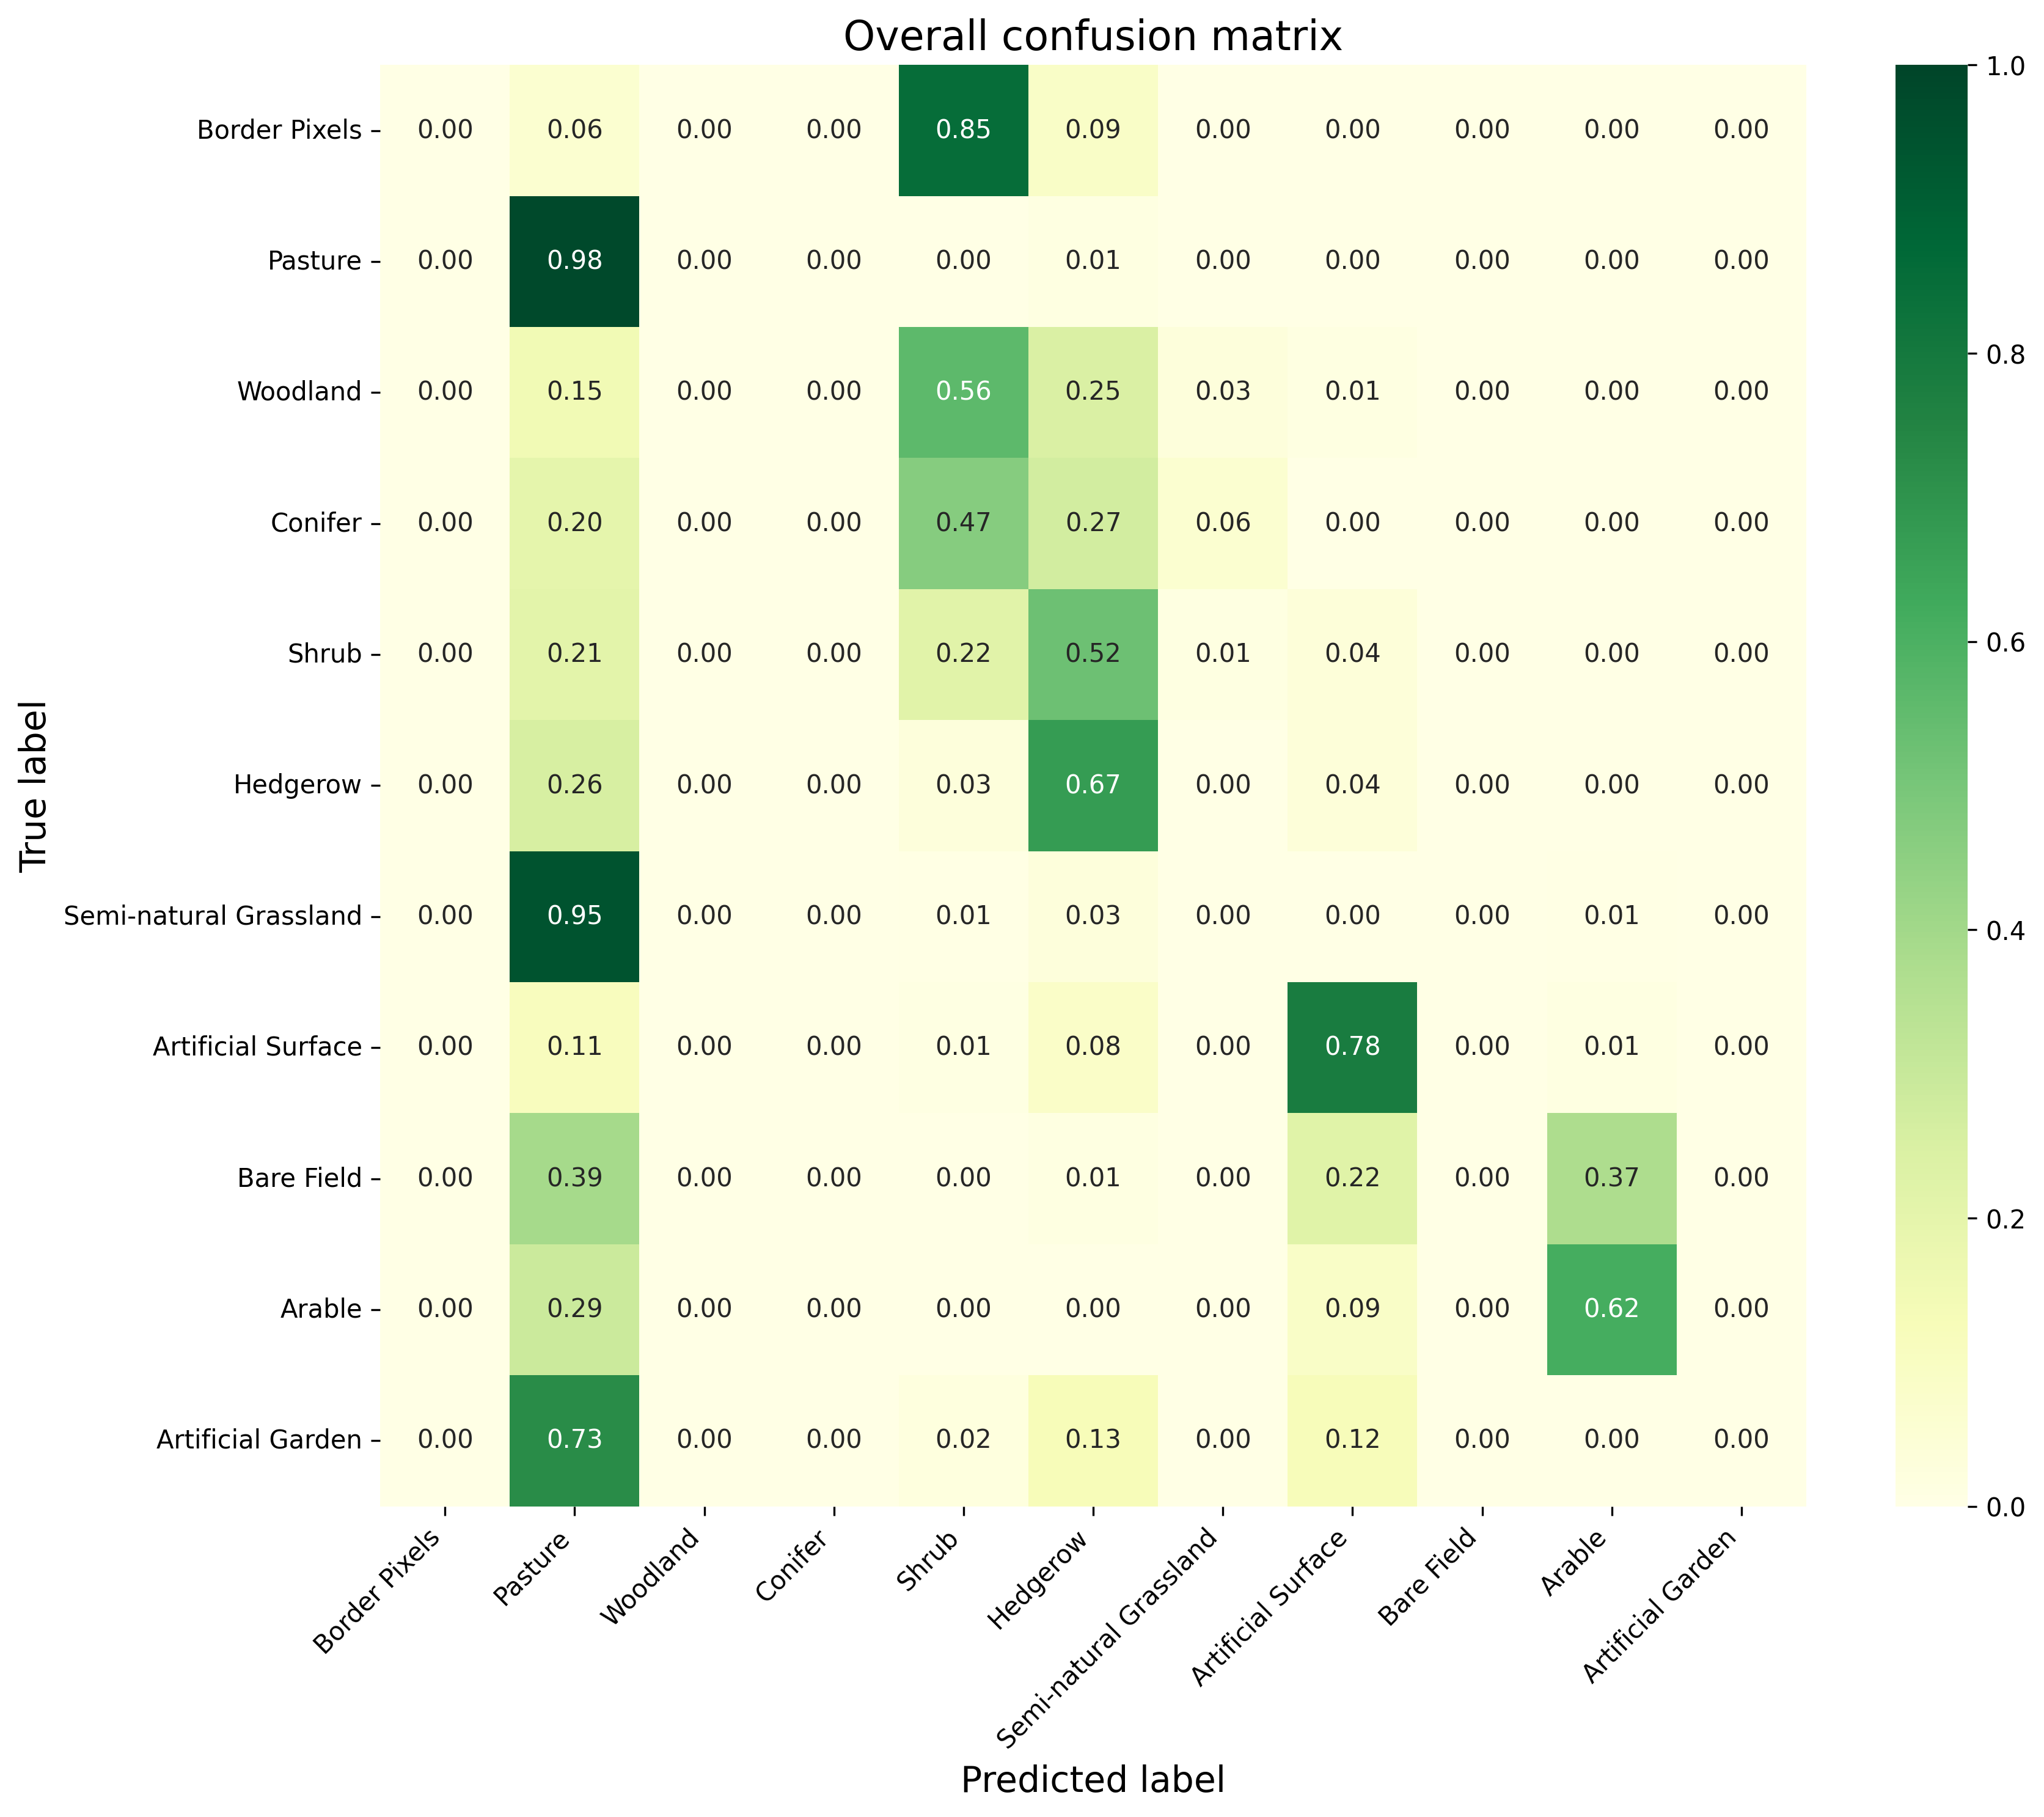 Overall confusion matrix
True label
Border Pixels 0.00 0.06 0.00 0.00 0.85 0.09 0.00 0.00 0.00 0.00 0.00
Pasture 0.00 0.98 0.00 0.00 0.00 0.01 0.00 0.00 0.00 0.00 0.00
Woodland 0.00 0.15 0.00 0.00 0.56 0.25 0.03 0.01 0.00 0.00 0.00
Conifer 0.00 0.20 0.00 0.00 0.47 0.27 0.06 0.00 0.00 0.00 0.00
Shrub 0.00 0.21 0.00 0.00 0.22 0.52 0.01 0.04 0.00 0.00 0.00
Hedgerow 0.00 0.26 0.00 0.00 0.03 0.67 0.00 0.04 0.00 0.00 0.00
Semi-natural Grassland 0.00 0.95 0.00 0.00 0.01 0.03 0.00 0.00 0.00 0.01 0.00
Artificial Surface 0.00 0.11 0.00 0.00 0.01 0.08 0.00 0.78 0.00 0.01 0.00
Bare Field 0.00 0.39 0.00 0.00 0.00 0.01 0.00 0.22 0.00 0.37 0.00
Arable 0.00 0.29 0.00 0.00 0.00 0.00 0.00 0.09 0.00 0.62 0.00
Artificial Garden 0.00 0.73 0.00 0.00 0.02 0.13 0.00 0.12 0.00 0.00 0.00
Border Pixels
Pasture
Woodland
Conifer
Shrub
Hedgerow
Semi-natural Grassland
Artificial Surface
Bare Field
Arable
Artificial Garden
Predicted label
1.0
0.8
0.6
0.4
0.2
0.0